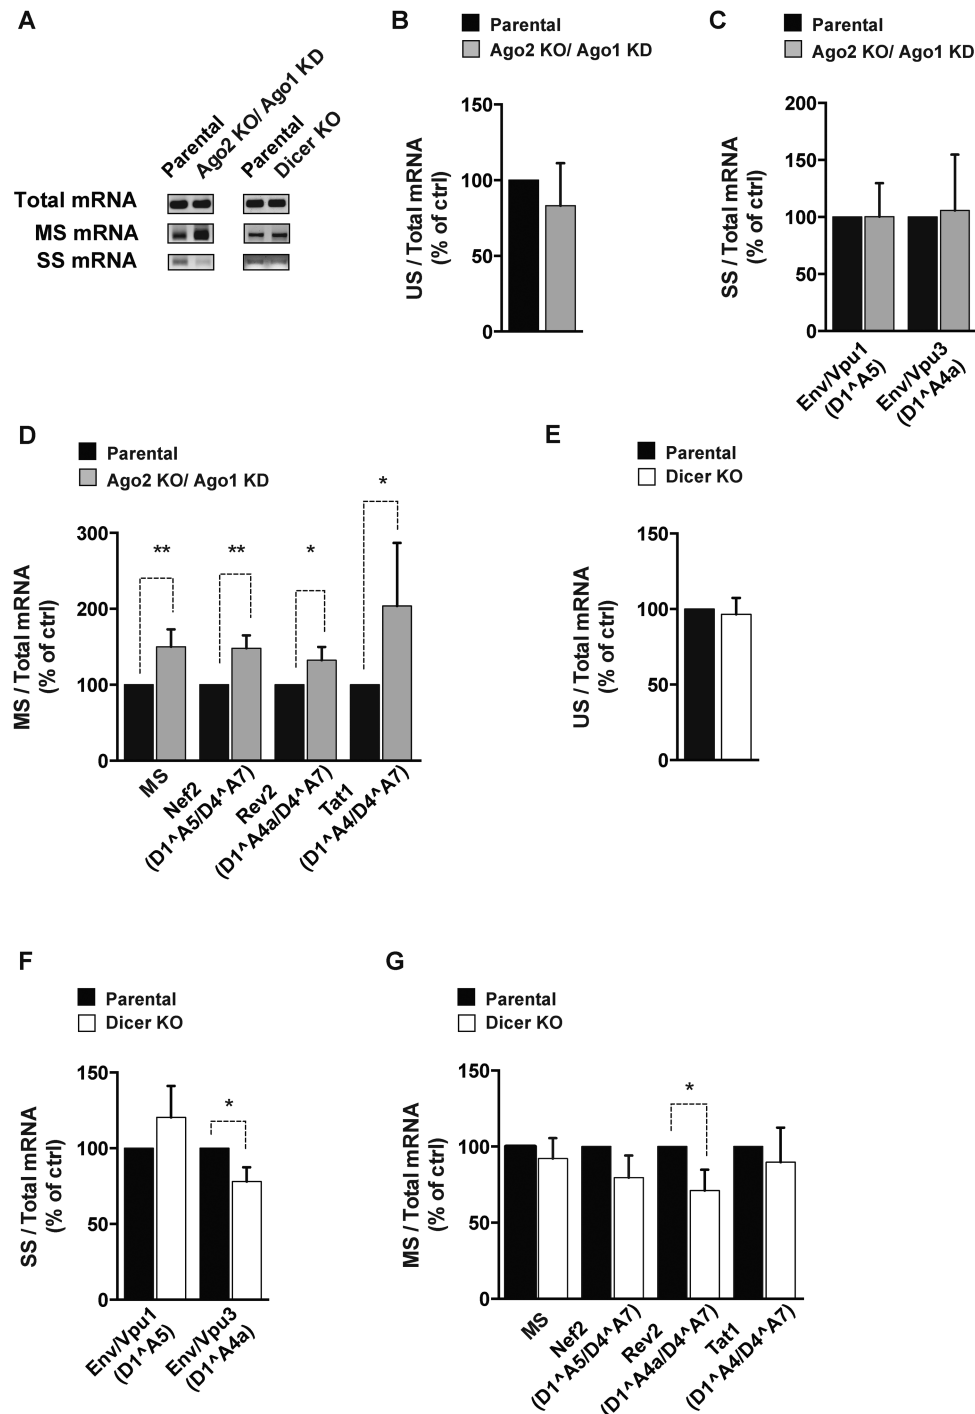 A
Parental
Ago2 KO/ Ago1 KD
Parental
Dicer KO
Total mRNA
MS mRNA
SS mRNA
B
Parental
Ago2 KO/ Ago1 KD
US / Total mRNA
(% of ctrl)
150
100
50
0
C
Parental
Ago2 KO/ Ago1 KD
SS / Total mRNA
(% of ctrl)
200
150
100
50
0
Env/Vpu1
(D1^A5)
Env/Vpu3
(D1^A4a)
D
Parental
Ago2 KO/ Ago1 KD
MS / Total mRNA
(% of ctrl)
300
200
100
0
**
**
*
*
MS
Nef2
(D1^A5/D4^A7)
Rev2
(D1^A4a/D4^A7)
Tat1
(D1^A4/D4^A7)
E
Parental
Dicer KO
US / Total mRNA
(% of ctrl)
150
100
50
0
F
Parental
Dicer KO
SS / Total mRNA
(% of ctrl)
150
100
50
0
*
Env/Vpu1
(D1^A5)
Env/Vpu3
(D1^A4a)
G
Parental
Dicer KO
MS / Total mRNA
(% of ctrl)
150
100
50
0
*
MS
Nef2
(D1^A5/D4^A7)
Rev2
(D1^A4a/D4^A7)
Tat1
(D1^A4/D4^A7)